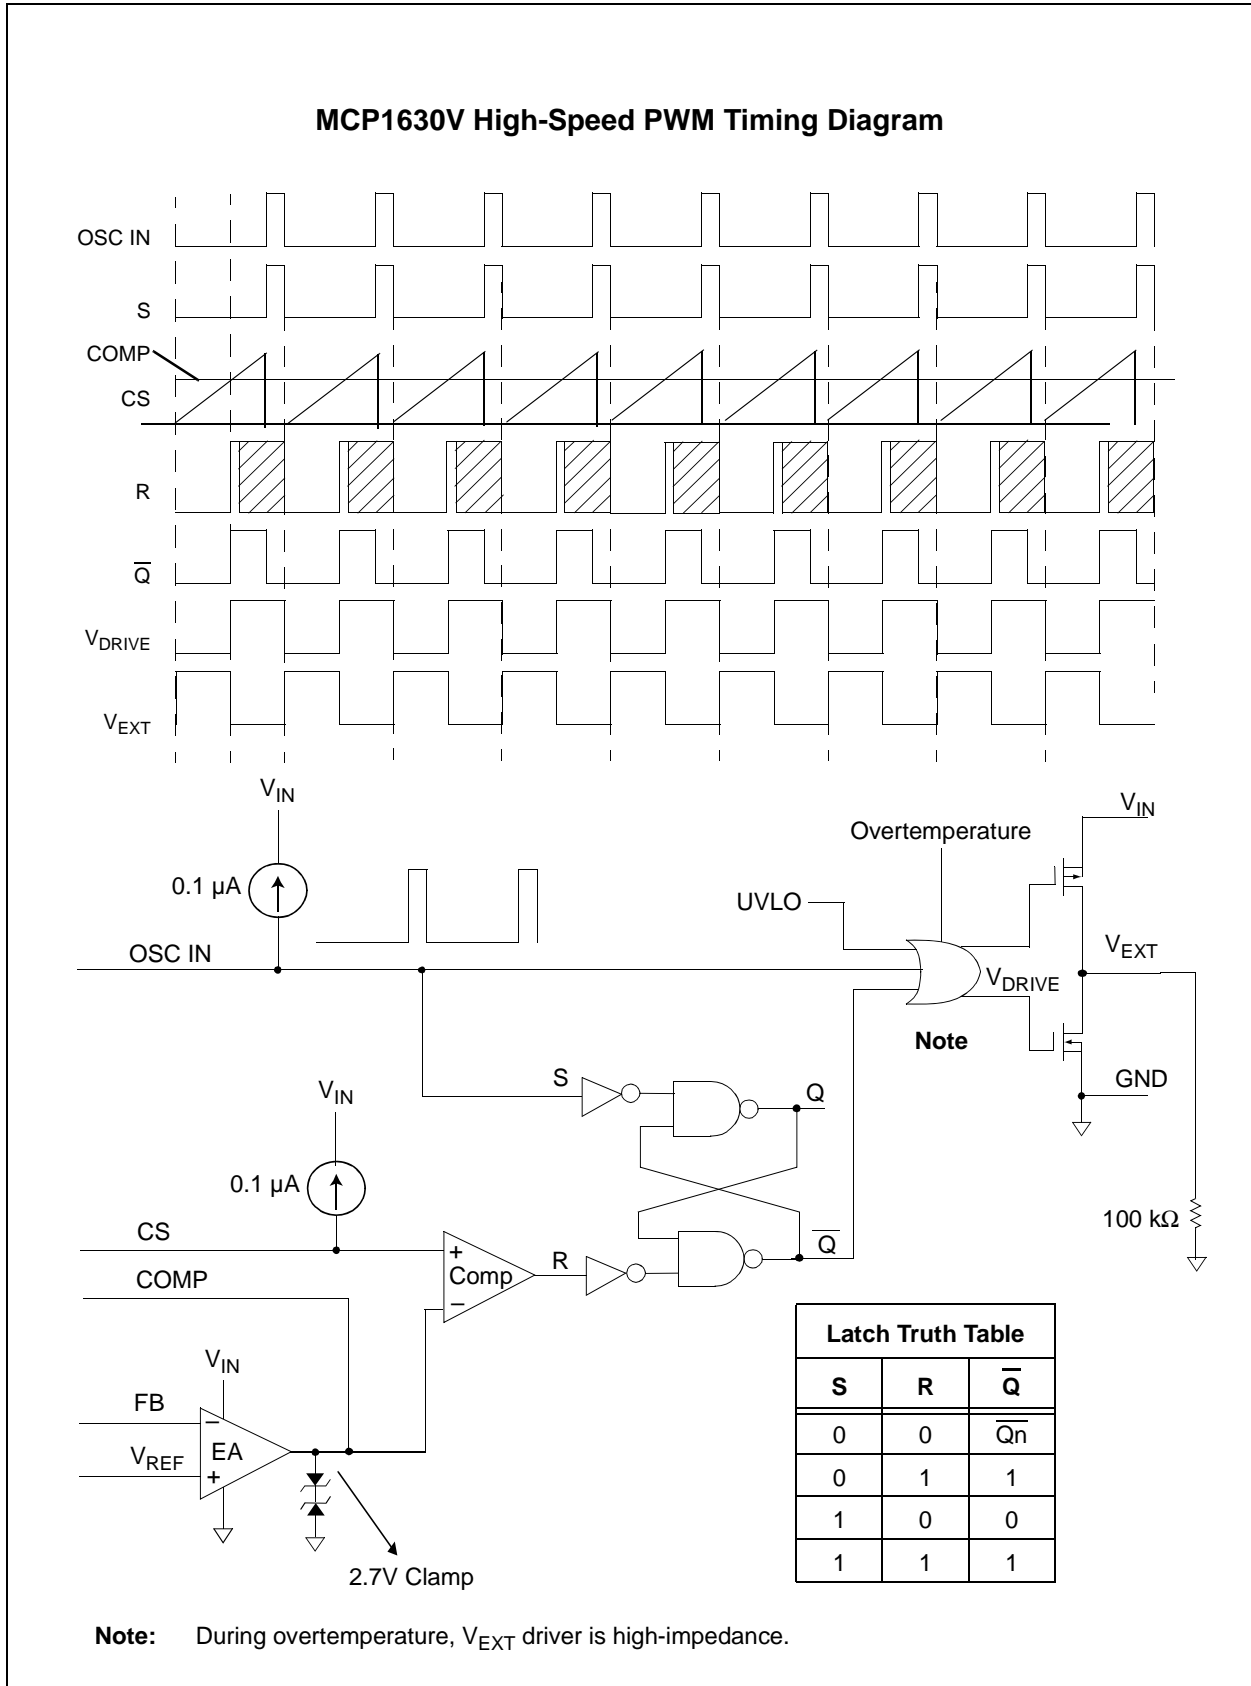 MCP1630V High-Speed PWM Timing Diagram
OSC IN
S
COMP
CS
R
Q̅
VDRIVE
VEXT
VIN
0.1 µA
OSC IN
Overtemperature
UVLO
VIN
VEXT
VDRIVE
Note
GND
100 kΩ
S
Q
VIN
0.1 µA
CS
COMP
+
Comp
−
R
Q̅
VIN
FB
−
EA
VREF
+
2.7V Clamp
Latch Truth Table
S R Q̅
0 0 Q̅n̅
0 1 1
1 0 0
1 1 1
Note: During overtemperature, VEXT driver is high-impedance.